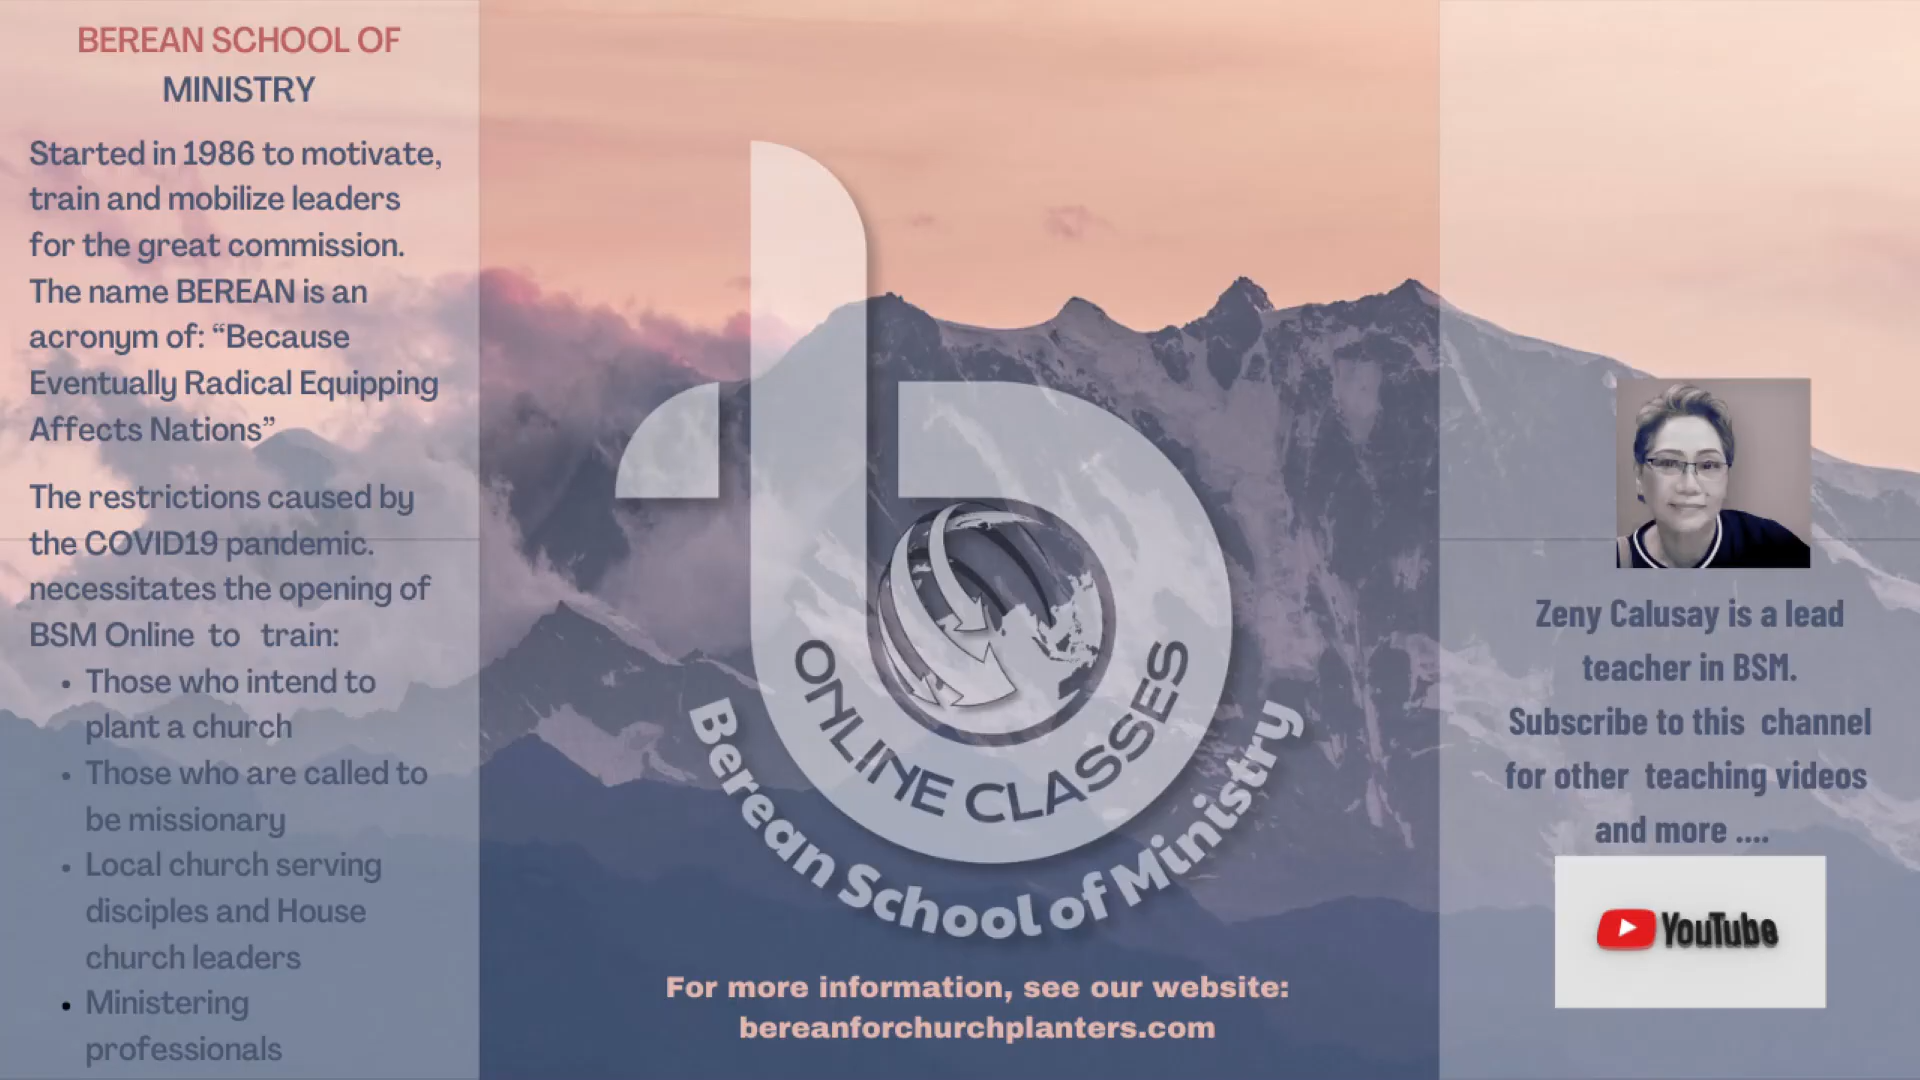 BEREAN SCHOOL OF
MINISTRY
Started in 1986 to motivate,
train and mobilize leaders
for the great commission.
The name BEREAN is an
acronym of: “Because
Eventually Radical Equipping
Affects Nations”
The restrictions caused by
the COVID19 pandemic.
necessitates the opening of
BSM Online to train:
• Those who intend to
plant a church
• Those who are called to
be missionary
• Local church serving
disciples and House
church leaders
• Ministering
professionals
ONLINE CLASSES
Berean School of Ministry
For more information, see our website:
bereanforchurchplanters.com
Zeny Calusay is a lead
teacher in BSM.
Subscribe to this channel
for other teaching videos
and more ....
YouTube